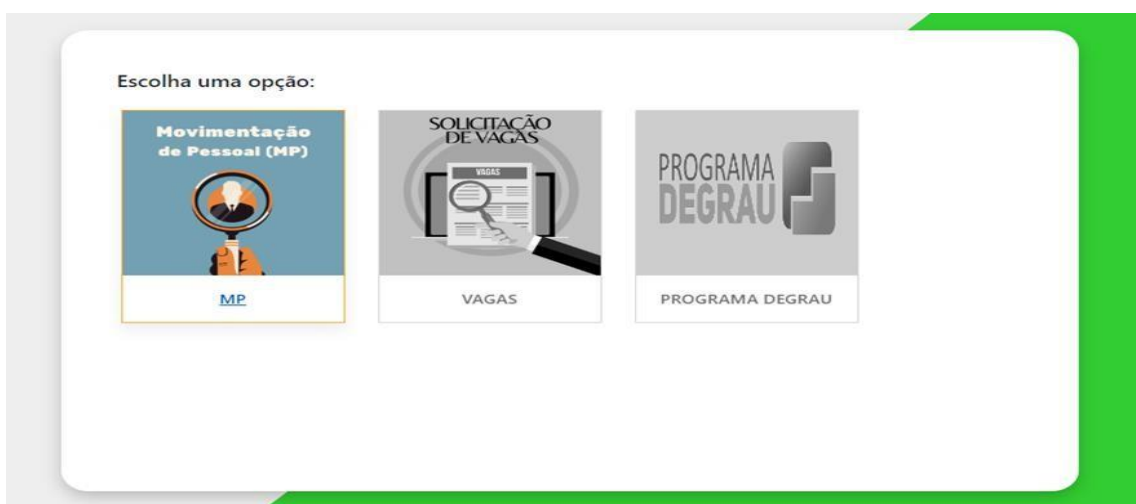 Escolha uma opção:
Movimentação
de Pessoal (MP)
MP
SOLICITAÇÃO
DE VAGAS
VAGAS
VAGAS
PROGRAMA
DEGRAU
PROGRAMA DEGRAU